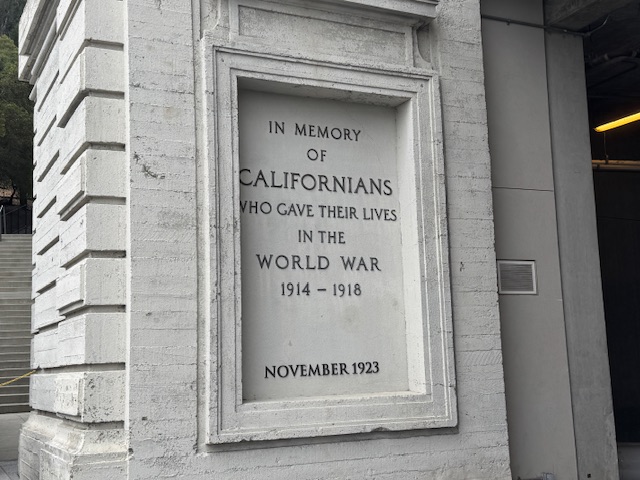 IN MEMORY
OF
CALIFORNIANS
WHO GAVE THEIR LIVES
IN THE
WORLD WAR
1914 – 1918
NOVEMBER 1923